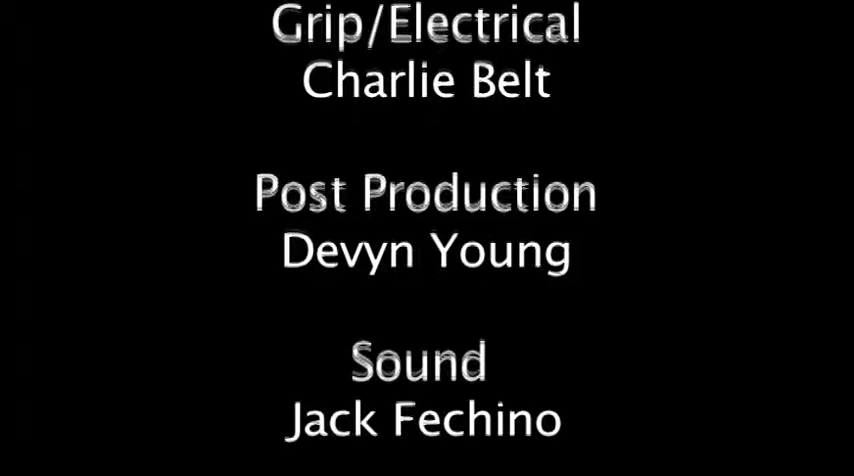 Grip/Electrical
Charlie Belt
Post Production
Devyn Young
Sound
Jack Fechino